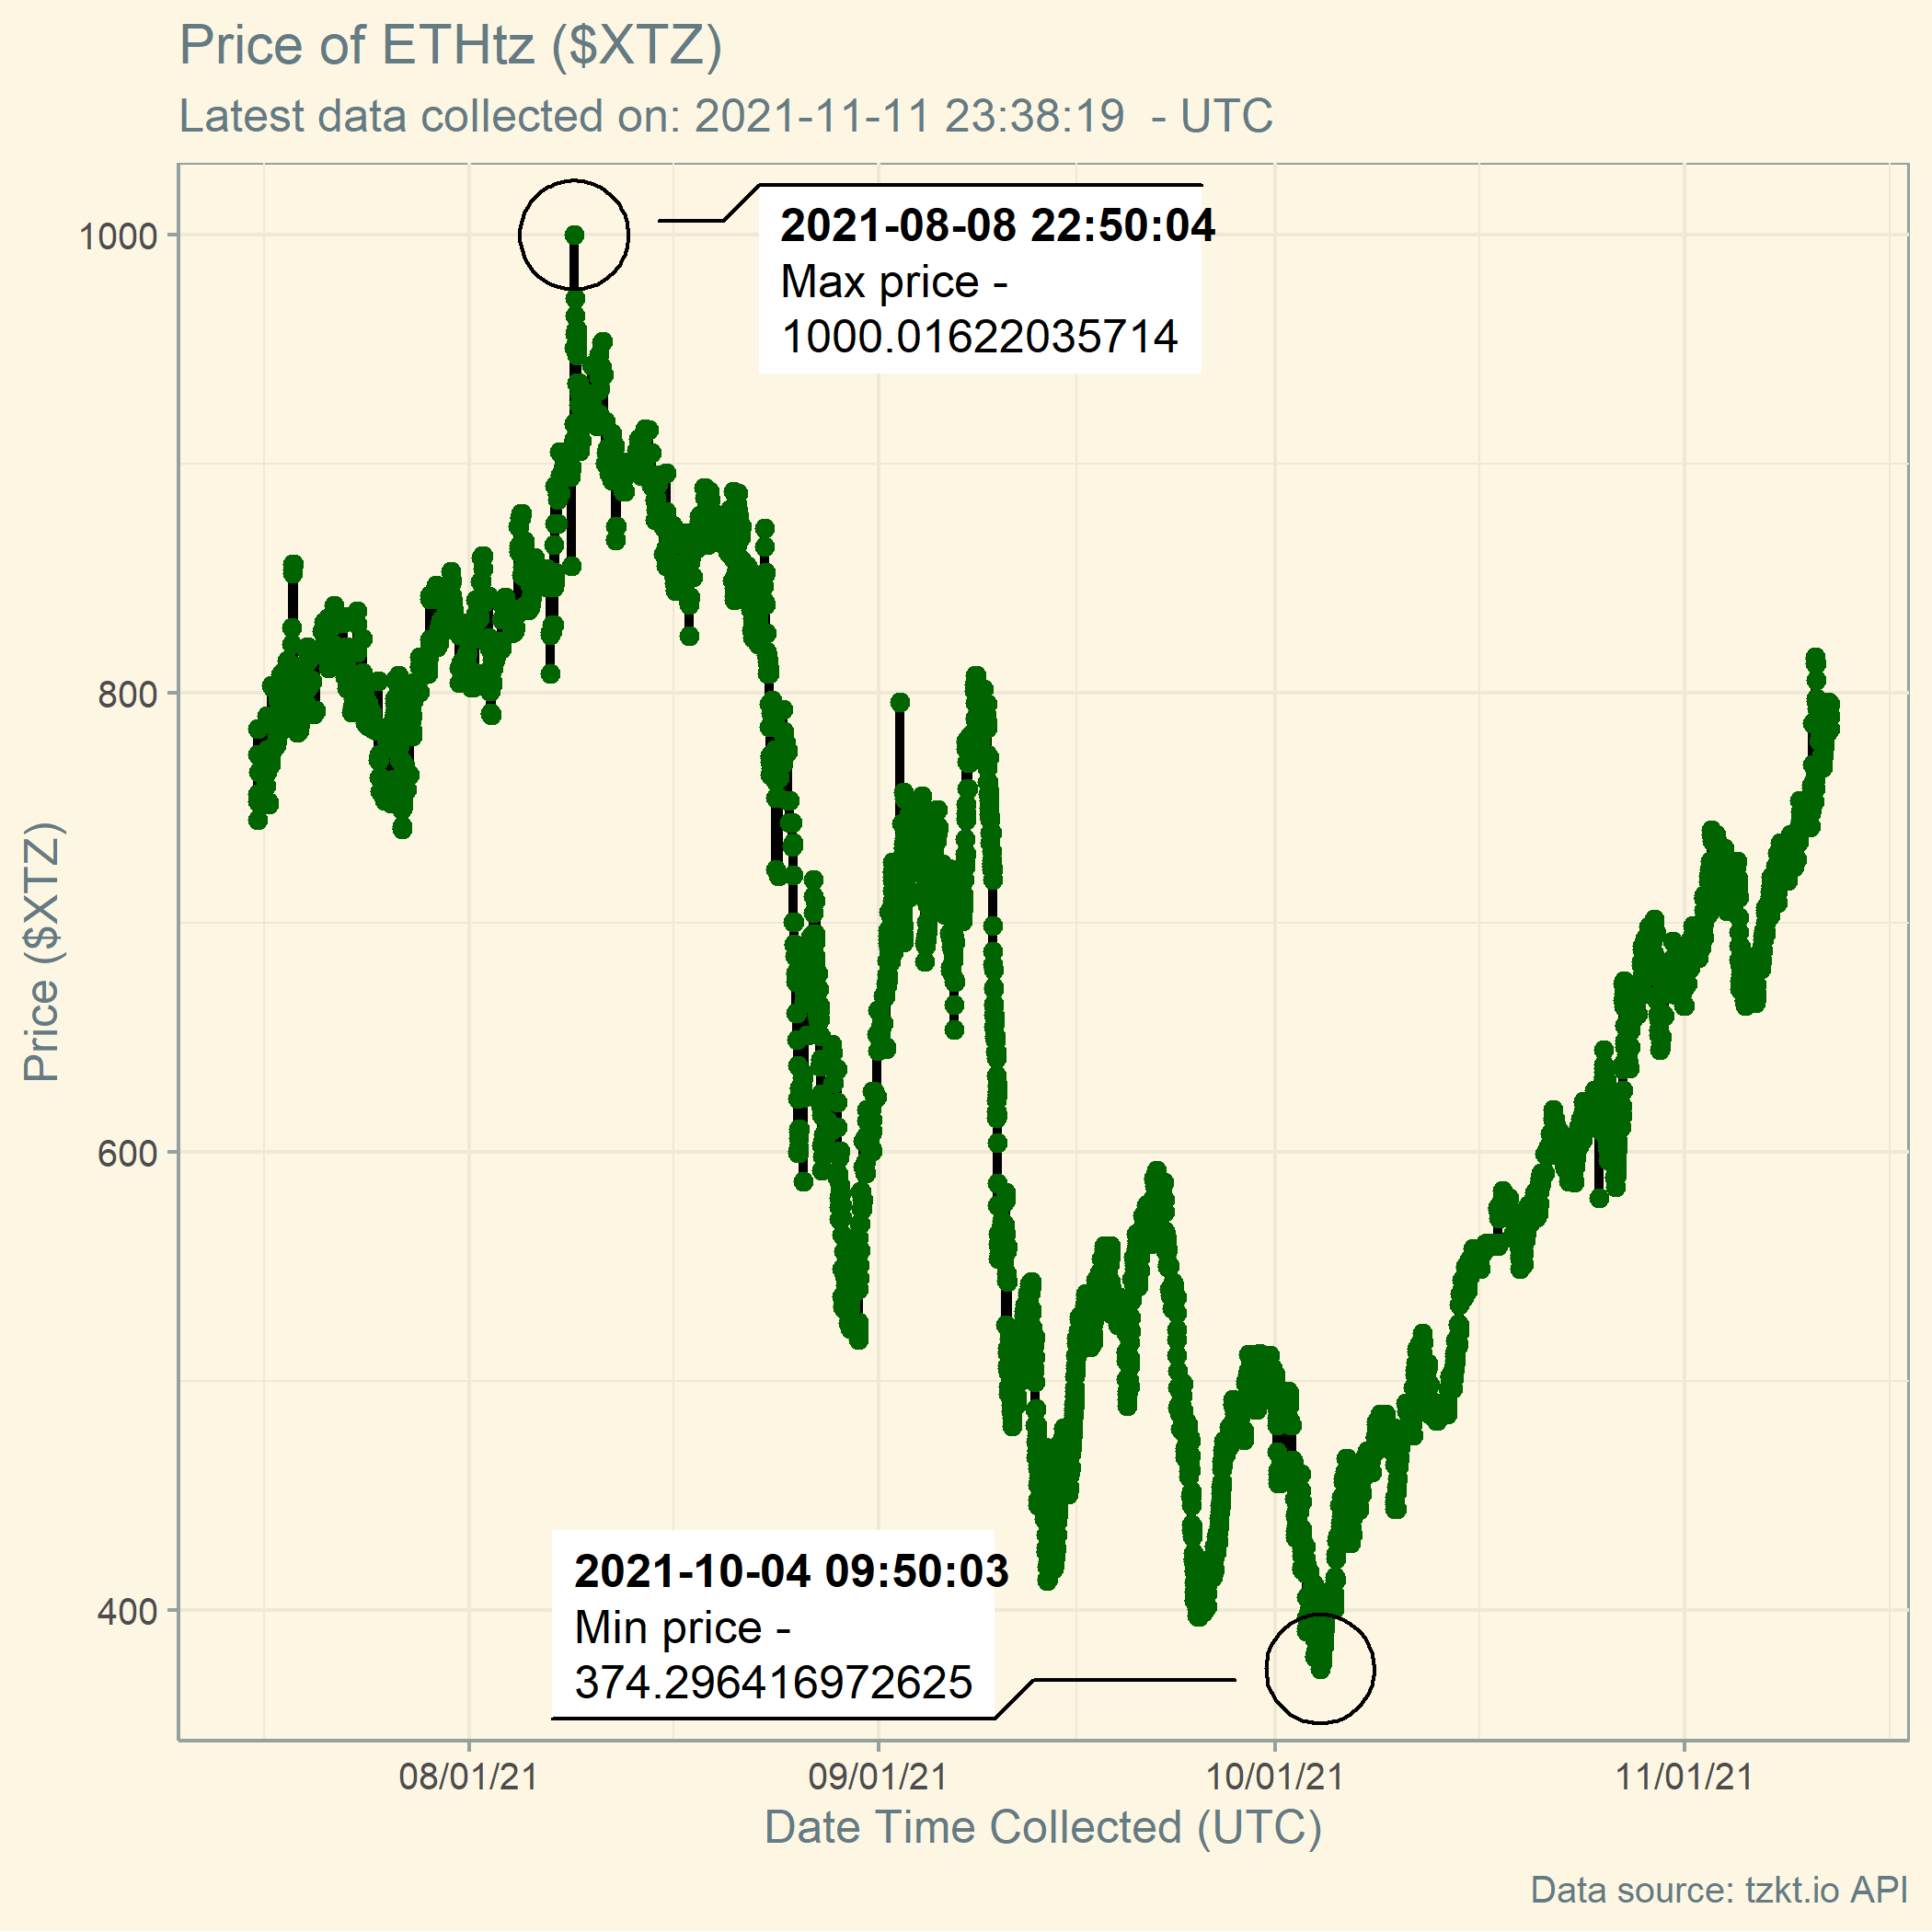 Price of ETHtz ($XTZ)
Latest data collected on: 2021-11-11 23:38:19  - UTC
2021-08-08 22:50:04
Max price -
1000.01622035714
1000
800
600
400
Price ($XTZ)
2021-10-04 09:50:03
Min price -
374.296416972625
08/01/21
09/01/21
10/01/21
11/01/21
Date Time Collected (UTC)
Data source: tzkt.io API